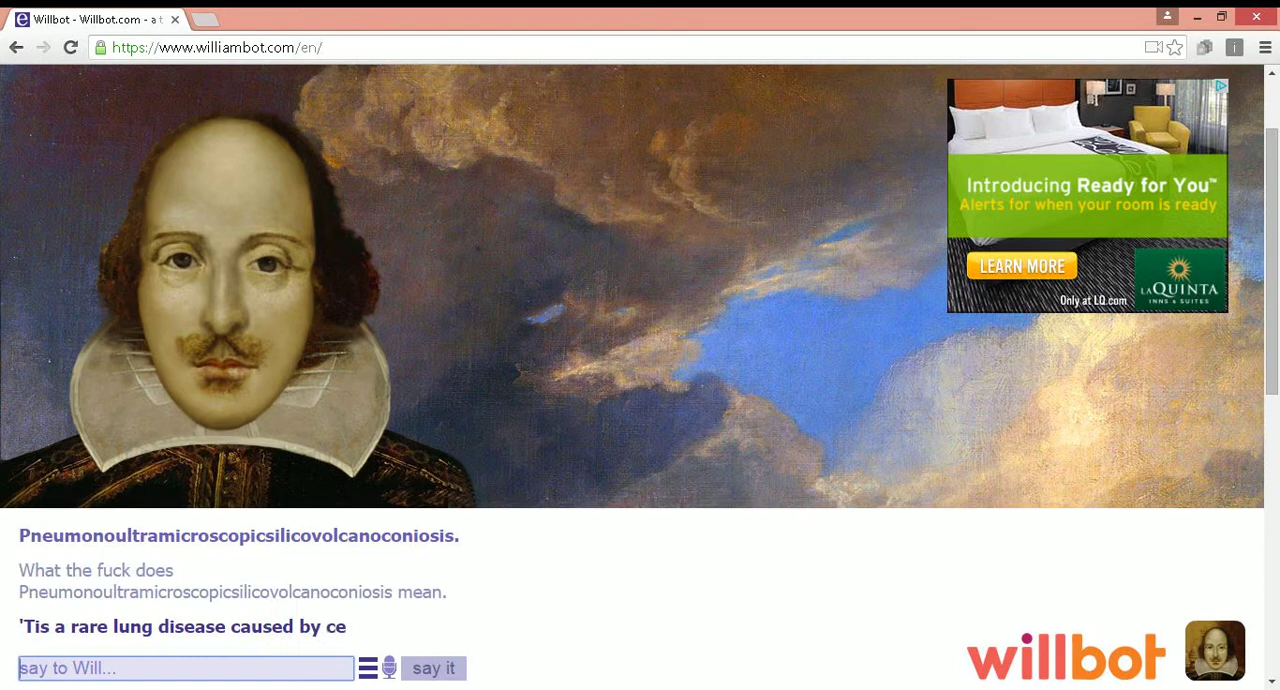 Willbot - Willbot.com - a t
https://www.williambot.com/en/
Introducing Ready for You™
Alerts for when your room is ready
LEARN MORE
LAQUINTA
INNS & SUITES
Only at LQ.com
Pneumonoultramicroscopicsilicovolcanoconiosis.
What the fuck does
Pneumonoultramicroscopicsilicovolcanoconiosis mean.
'Tis a rare lung disease caused by ce
say to Will...
say it
willbot